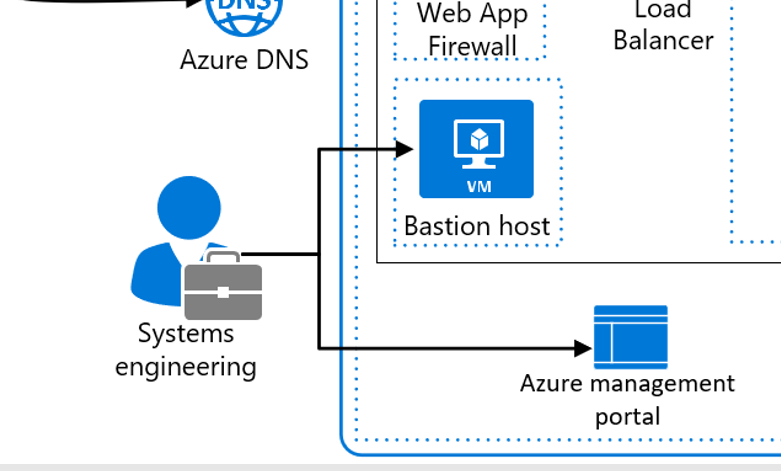 DNS
Azure DNS
Web App
Firewall
Load
Balancer
VM
Bastion host
Systems
engineering
Azure management
portal